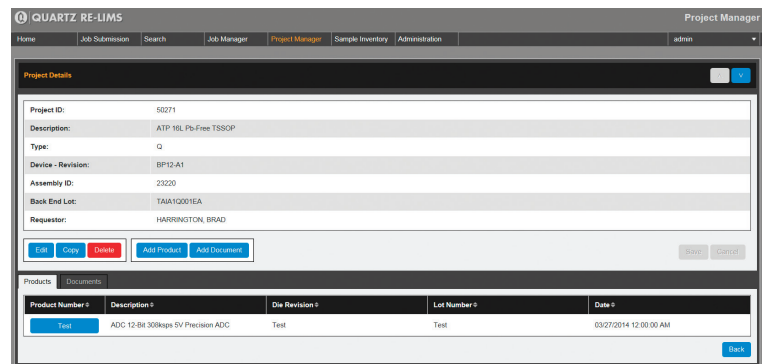 QUARTZ RE-LIMS Project Manager
Home Job Submission Search Job Manager Project Manager Sample Inventory Administration admin
Project Details
Project ID: 50271
Description: ATP 16L Pb-Free TSSOP
Type: Q
Device - Revision: BP12-A1
Assembly ID: 23220
Back End Lot: TAIA1Q001EA
Requestor: HARRINGTON, BRAD
Edit Copy Delete Add Product Add Document Save Cancel
Products Documents
Product Number Description Die Revision Lot Number Date
Test ADC 12-Bit 308ksps 5V Precision ADC Test Test 03/27/2014 12:00:00 AM
Back